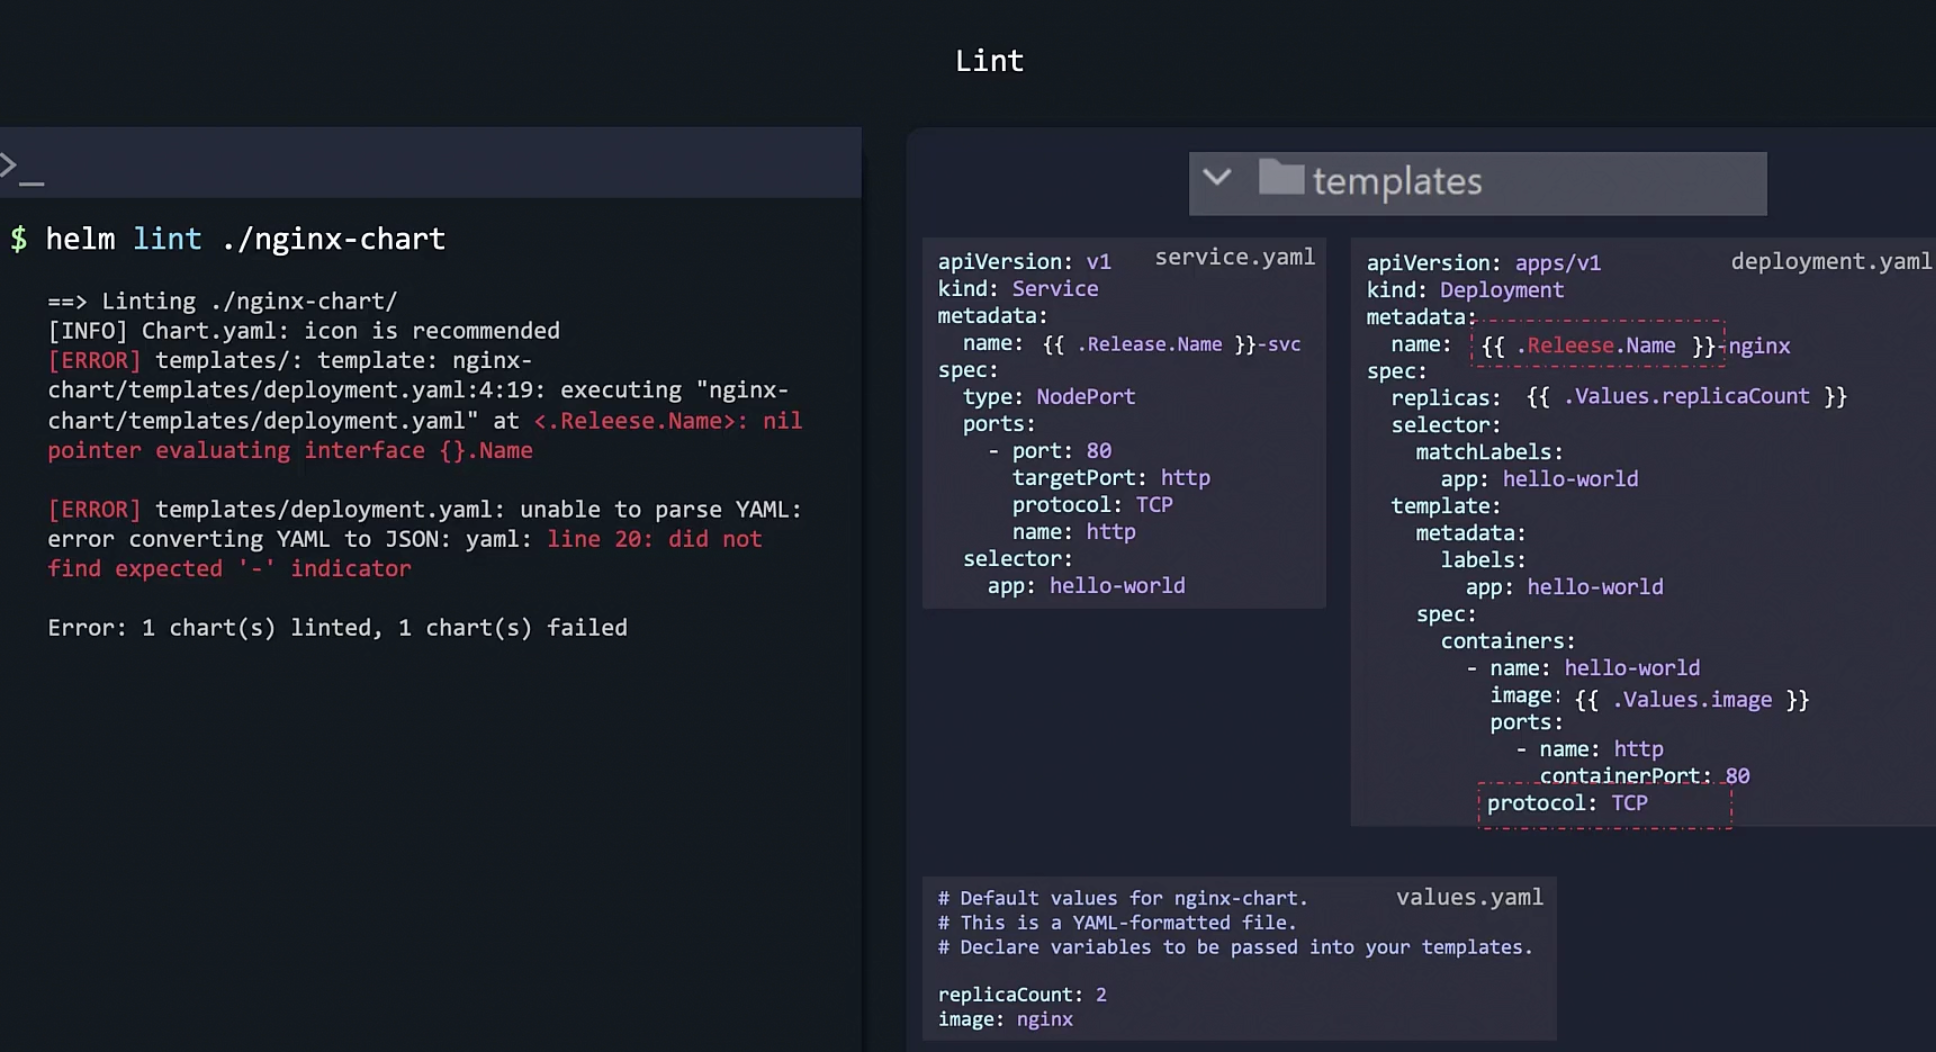 Lint
>_
$ helm lint ./nginx-chart
==> Linting ./nginx-chart/
[INFO] Chart.yaml: icon is recommended
[ERROR] templates/: template: nginx-
chart/templates/deployment.yaml:4:19: executing "nginx-
chart/templates/deployment.yaml" at <.Releese.Name>: nil
pointer evaluating interface {}.Name
[ERROR] templates/deployment.yaml: unable to parse YAML:
error converting YAML to JSON: yaml: line 20: did not
find expected '-' indicator
Error: 1 chart(s) linted, 1 chart(s) failed
templates
service.yaml
apiVersion: v1
kind: Service
metadata:
  name: {{ .Release.Name }}-svc
spec:
  type: NodePort
  ports:
    - port: 80
      targetPort: http
      protocol: TCP
      name: http
  selector:
    app: hello-world
deployment.yaml
apiVersion: apps/v1
kind: Deployment
metadata:
  name: {{ .Releese.Name }}-nginx
spec:
  replicas: {{ .Values.replicaCount }}
  selector:
    matchLabels:
      app: hello-world
  template:
    metadata:
      labels:
        app: hello-world
    spec:
      containers:
        - name: hello-world
          image: {{ .Values.image }}
          ports:
            - name: http
              containerPort: 80
          protocol: TCP
values.yaml
# Default values for nginx-chart.
# This is a YAML-formatted file.
# Declare variables to be passed into your templates.
replicaCount: 2
image: nginx